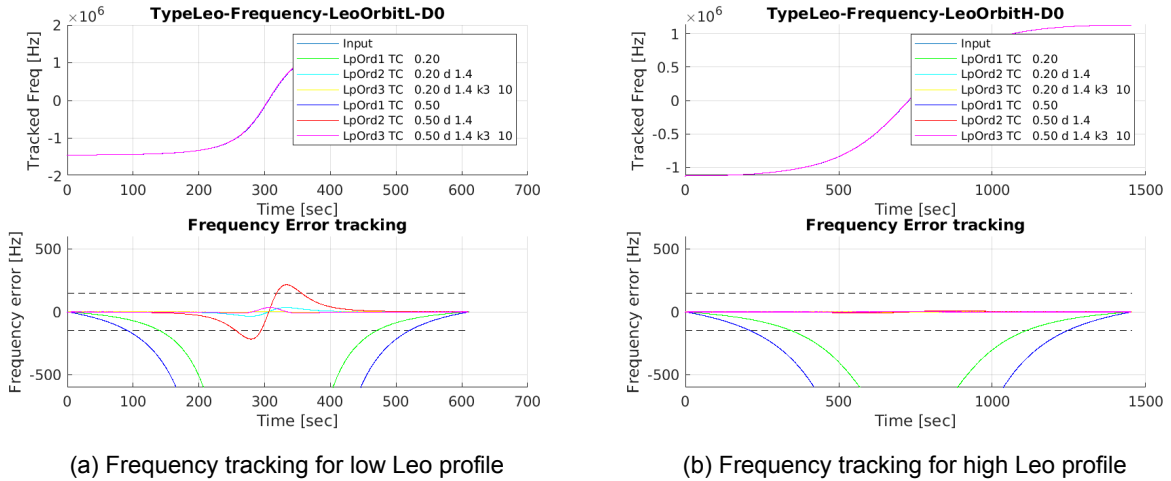 TypeLeo-Frequency-LeoOrbitL-D0
×10^6
2
1
0
-1
-2
Tracked Freq [Hz]
Input
LpOrd1 TC 0.20
LpOrd2 TC 0.20 d 1.4
LpOrd3 TC 0.20 d 1.4 k3 10
LpOrd1 TC 0.50
LpOrd2 TC 0.50 d 1.4
LpOrd3 TC 0.50 d 1.4 k3 10
0 100 200 300 400 500 600 700
Time [sec]
Frequency Error tracking
500
0
-500
Frequency error [Hz]
0 100 200 300 400 500 600 700
Time [sec]
(a) Frequency tracking for low Leo profile
TypeLeo-Frequency-LeoOrbitH-D0
×10^6
1
0.5
0
-0.5
-1
Tracked Freq [Hz]
Input
LpOrd1 TC 0.20
LpOrd2 TC 0.20 d 1.4
LpOrd3 TC 0.20 d 1.4 k3 10
LpOrd1 TC 0.50
LpOrd2 TC 0.50 d 1.4
LpOrd3 TC 0.50 d 1.4 k3 10
0 500 1000 1500
Time [sec]
Frequency Error tracking
500
0
-500
Frequency error [Hz]
0 500 1000 1500
Time [sec]
(b) Frequency tracking for high Leo profile